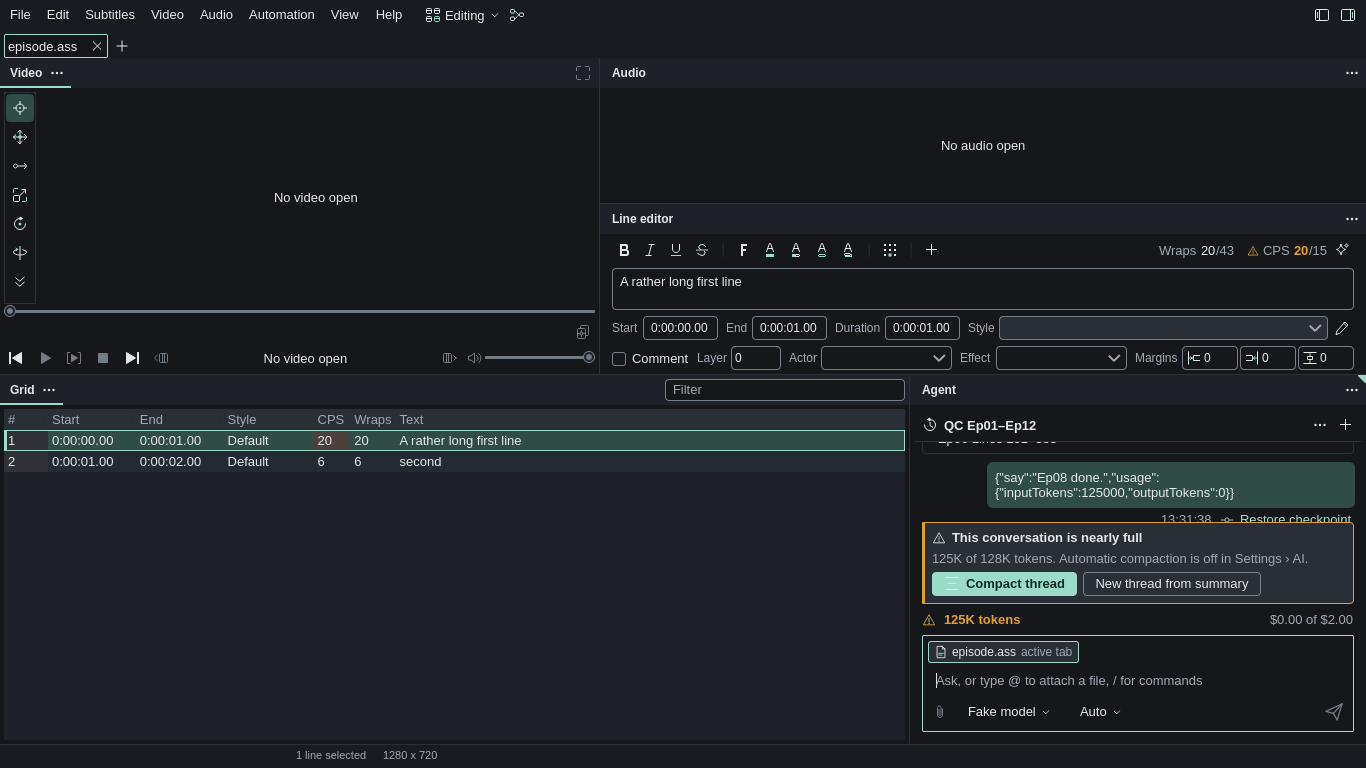 File Edit Subtitles Video Audio Automation View Help Editing
episode.ass
Video
No video open
No video open
Audio
No audio open
Line editor
Wraps 20/43 CPS 20/15
A rather long first line
Start 0:00:00.00 End 0:00:01.00 Duration 0:00:01.00 Style
Comment Layer 0 Actor Effect Margins 0 0 0
Grid Filter
# Start End Style CPS Wraps Text
1 0:00:00.00 0:00:01.00 Default 20 20 A rather long first line
2 0:00:01.00 0:00:02.00 Default 6 6 second
Agent
QC Ep01–Ep12
{"say":"Ep08 done.","usage":
{"inputTokens":125000,"outputTokens":0}}
13:31:38 Restore checkpoint
This conversation is nearly full
125K of 128K tokens. Automatic compaction is off in Settings › AI.
Compact thread New thread from summary
125K tokens $0.00 of $2.00
episode.ass active tab
Ask, or type @ to attach a file, / for commands
Fake model Auto
1 line selected 1280 x 720